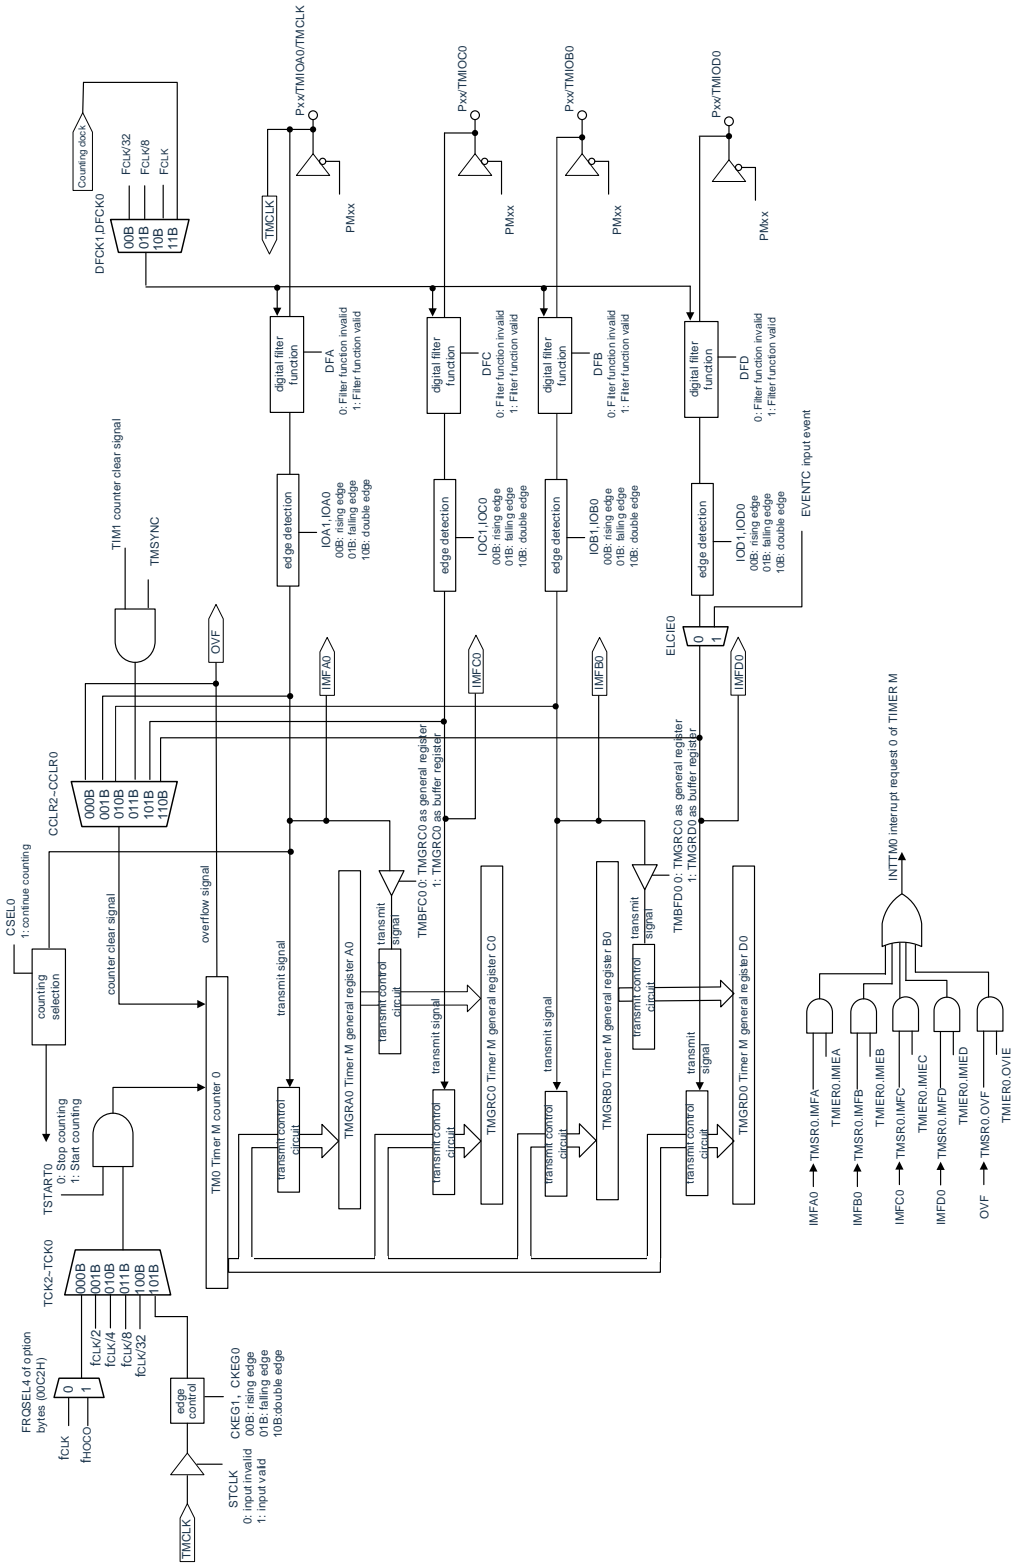 TMCLK
STCLK
0: input invalid
1: input valid
edge
control
CKEG1, CKEG0
00B: rising edge
01B: falling edge
10B:double edge
FRQSEL4 of option
bytes (00C2H)
fCLK
fHOCO
0
1
fCLK/2
fCLK/4
fCLK/8
fCLK/32
TCK2~TCK0
000B
001B
010B
011B
100B
101B
TSTART0
0: Stop counting
1: Start counting
counting
selection
CSEL0
1: continue counting
counter clear signal
CCLR2~CCLR0
000B
001B
010B
011B
101B
110B
TIM1 counter clear signal
TMSYNC
OVF
overflow signal
TM0 Timer M counter 0
DFCK1,DFCK0
00B
01B
10B
11B
FCLK/32
FCLK/8
FCLK
Counting clock
transmit control
circuit
transmit signal
TMGRA0 Timer M general register A0
IMFA0
edge detection
IOA1,IOA0
00B: rising edge
01B: falling edge
10B: double edge
digital filter
function
DFA
0: Filter function invalid
1: Filter function valid
TMCLK
PMxx
Pxx/TMIOA0/TMCLK
transmit control
circuit
transmit
signal
TMBFC0 0: TMGRC0 as general register
1: TMGRC0 as buffer register
transmit control
circuit
transmit signal
TMGRC0 Timer M general register C0
IMFC0
edge detection
IOC1,IOC0
00B: rising edge
01B: falling edge
10B: double edge
digital filter
function
DFC
0: Filter function invalid
1: Filter function valid
PMxx
Pxx/TMIOC0
transmit control
circuit
transmit signal
TMGRB0 Timer M general register B0
IMFB0
edge detection
IOB1,IOB0
00B: rising edge
01B: falling edge
10B: double edge
digital filter
function
DFB
0: Filter function invalid
1: Filter function valid
PMxx
Pxx/TMIOB0
transmit control
circuit
transmit
signal
TMBFD0 0: TMGRC0 as general register
1: TMGRD0 as buffer register
transmit control
circuit
transmit
signal
TMGRD0 Timer M general register D0
IMFD0
ELCIE0
0
1
edge detection
IOD1,IOD0
00B: rising edge
01B: falling edge
10B: double edge
EVENTC input event
digital filter
function
DFD
0: Filter function invalid
1: Filter function valid
PMxx
Pxx/TMIOD0
IMFA0
TMSR0.IMFA
TMIER0.IMIEA
IMFB0
TMSR0.IMFB
TMIER0.IMIEB
IMFC0
TMSR0.IMFC
TMIER0.IMIEC
IMFD0
TMSR0.IMFD
TMIER0.IMIED
OVF
TMSR0.OVF
TMIER0.OVIE
INTTM0 interrupt request 0 of TIMER M